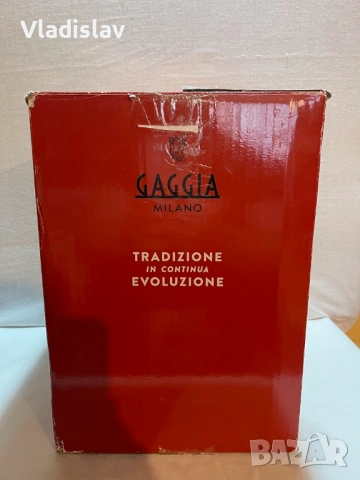 Vladislav
GAGGIA
MILANO
TRADIZIONE
IN CONTINUA
EVOLUZIONE
BAZAR